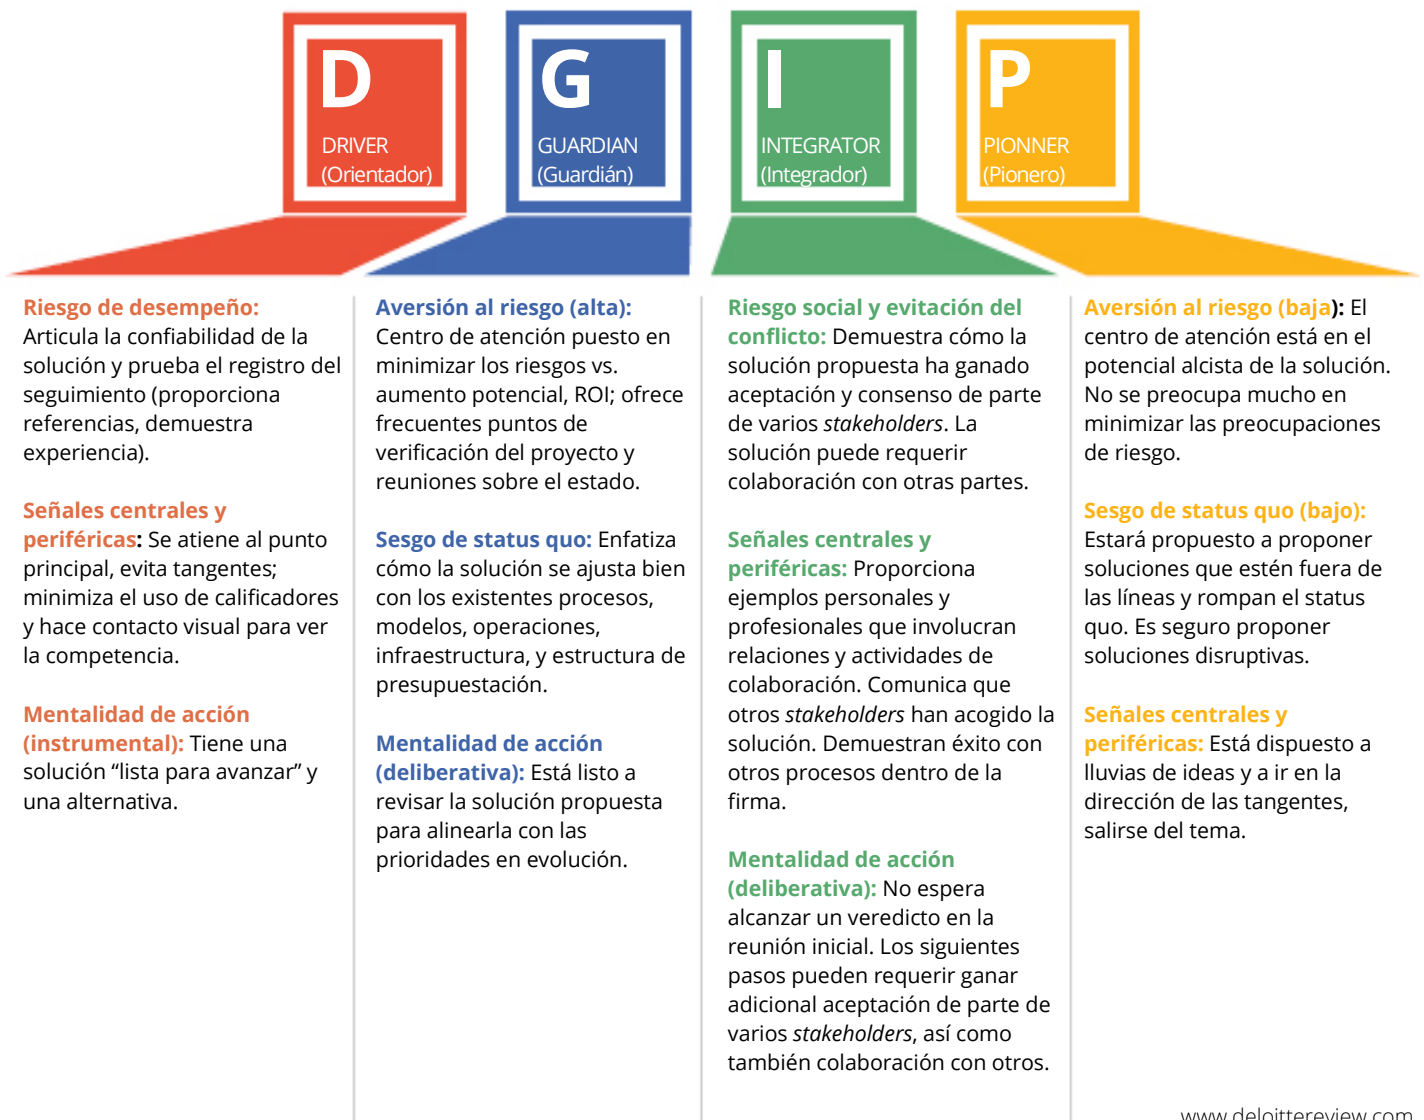 D
DRIVER
(Orientador)
G
GUARDIAN
(Guardián)
I
INTEGRATOR
(Integrador)
P
PIONNER
(Pionero)
Riesgo de desempeño:
Articula la confiabilidad de la
solución y prueba el registro del
seguimiento (proporciona
referencias, demuestra
experiencia).
Señales centrales y
periféricas: Se atiene al punto
principal, evita tangentes;
minimiza el uso de calificadores
y hace contacto visual para ver
la competencia.
Mentalidad de acción
(instrumental): Tiene una
solución “lista para avanzar” y
una alternativa.
Aversión al riesgo (alta):
Centro de atención puesto en
minimizar los riesgos vs.
aumento potencial, ROI; ofrece
frecuentes puntos de
verificación del proyecto y
reuniones sobre el estado.
Sesgo de status quo: Enfatiza
cómo la solución se ajusta bien
con los existentes procesos,
modelos, operaciones,
infraestructura, y estructura de
presupuestación.
Mentalidad de acción
(deliberativa): Está listo a
revisar la solución propuesta
para alinearla con las
prioridades en evolución.
Riesgo social y evitación del
conflicto: Demuestra cómo la
solución propuesta ha ganado
aceptación y consenso de parte
de varios stakeholders. La
solución puede requerir
colaboración con otras partes.
Señales centrales y
periféricas: Proporciona
ejemplos personales y
profesionales que involucran
relaciones y actividades de
colaboración. Comunica que
otros stakeholders han acogido la
solución. Demuestran éxito con
otros procesos dentro de la
firma.
Mentalidad de acción
(deliberativa): No espera
alcanzar un veredicto en la
reunión inicial. Los siguientes
pasos pueden requerir ganar
adicional aceptación de parte de
varios stakeholders, así como
también colaboración con otros.
Aversión al riesgo (baja): El
centro de atención está en el
potencial alcista de la solución.
No se preocupa mucho en
minimizar las preocupaciones
de riesgo.
Sesgo de status quo (bajo):
Estará propuesto a proponer
soluciones que estén fuera de
las líneas y rompan el status
quo. Es seguro proponer
soluciones disruptivas.
Señales centrales y
periféricas: Está dispuesto a
lluvias de ideas y a ir en la
dirección de las tangentes,
salirse del tema.
www.deloittereview.com